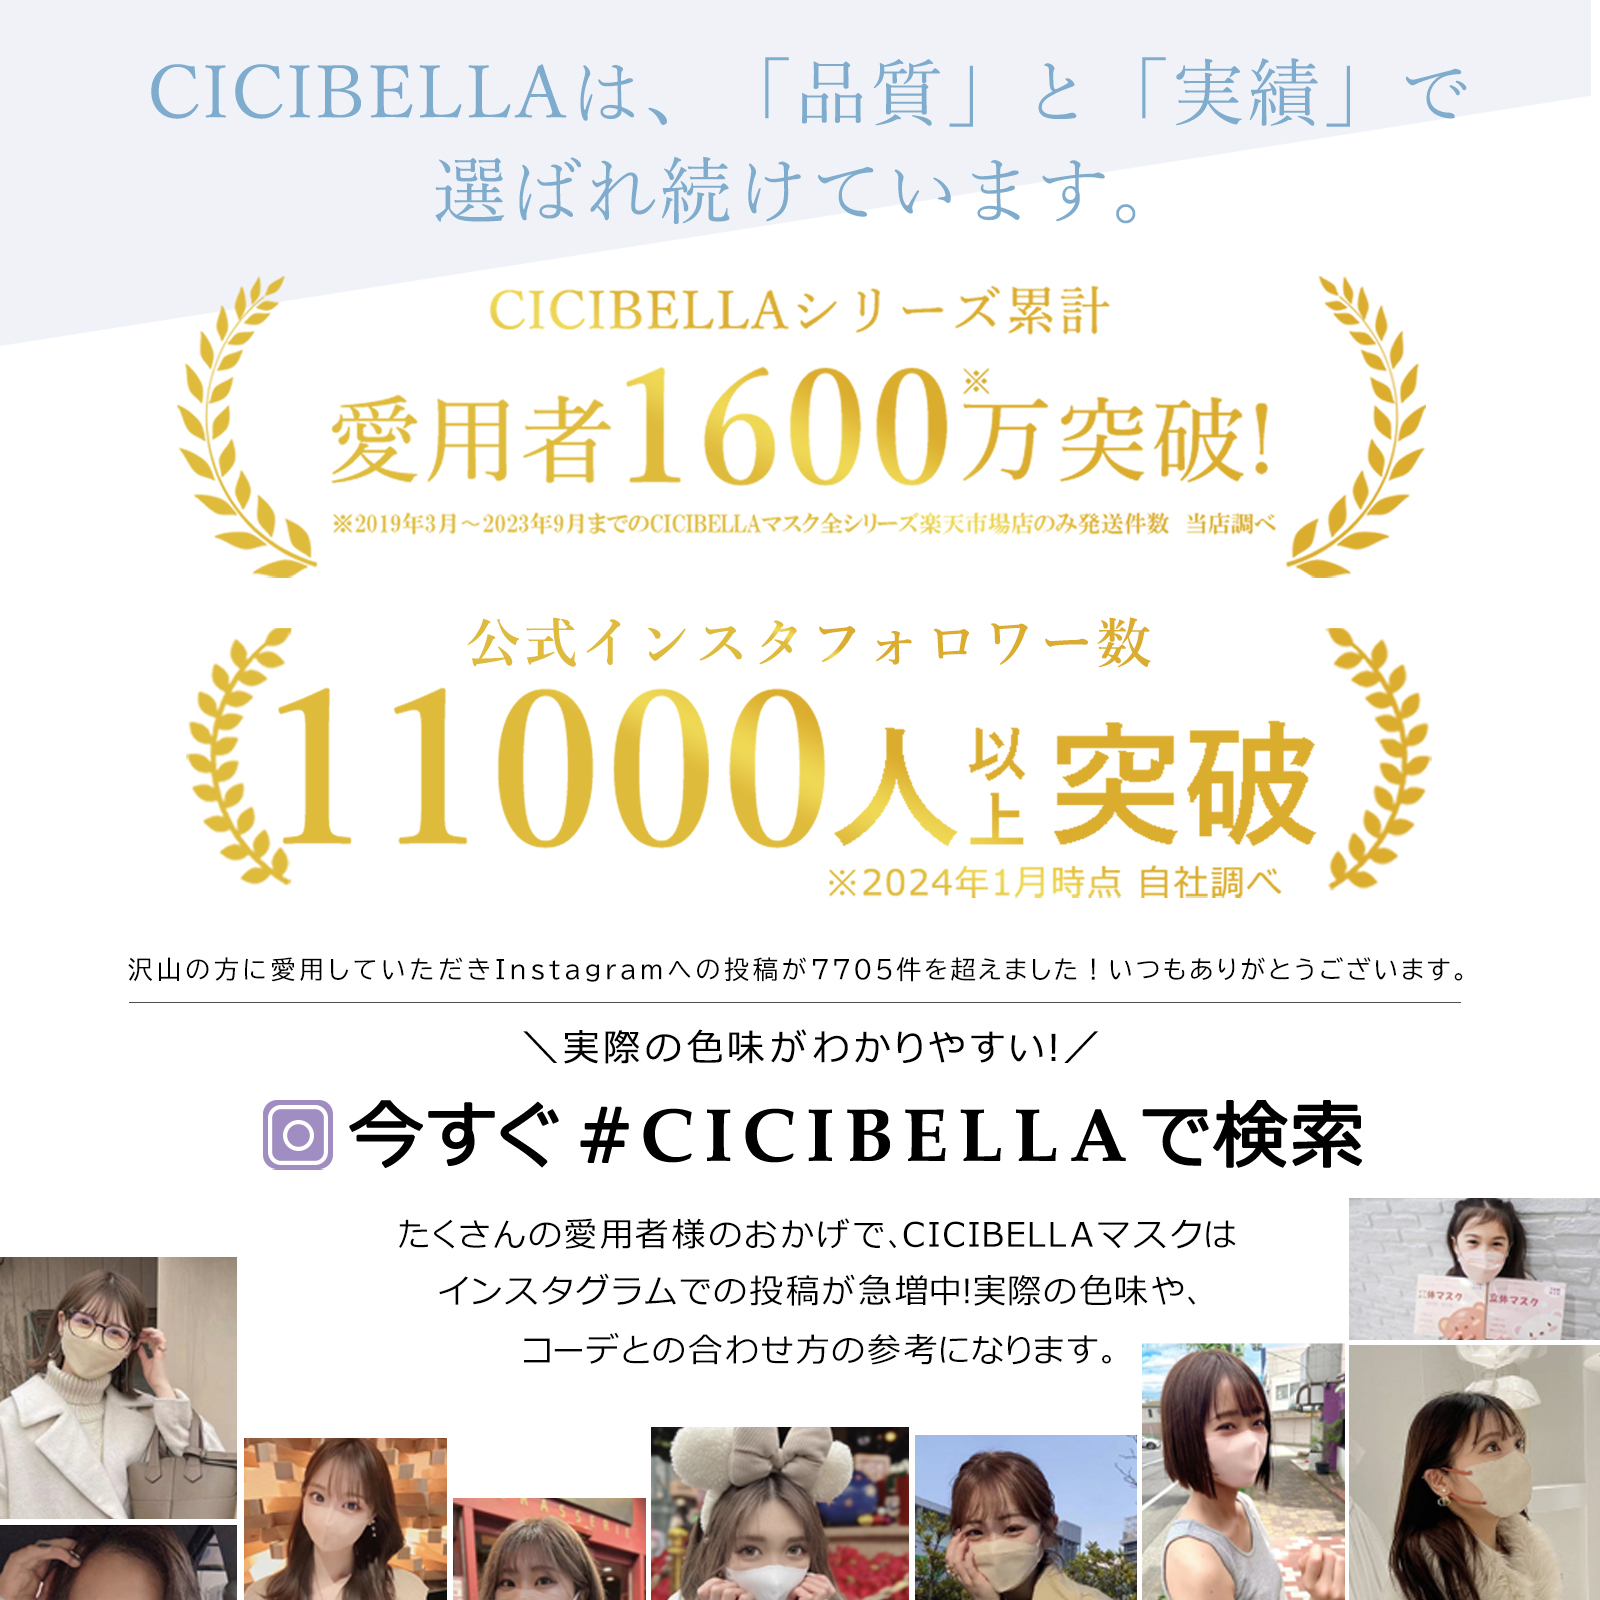 CICIBELLAは、「品質」と「実績」で
選ばれ続けています。
CICIBELLAシリーズ累計
愛用者1600※万突破!
※2019年3月～2023年9月までのCICIBELLAマスク全シリーズ楽天市場店のみ発送件数 当店調べ
公式インスタフォロワー数
11000人以上突破
※2024年1月時点 自社調べ
沢山の方に愛用していただきInstagramへの投稿が7705件を超えました！いつもありがとうございます。
＼実際の色味がわかりやすい!／
今すぐ#CICIBELLAで検索
たくさんの愛用者様のおかげで、CICIBELLAマスクは
インスタグラムでの投稿が急増中!実際の色味や、
コーデとの合わせ方の参考になります。
立体マスク
立体マスク